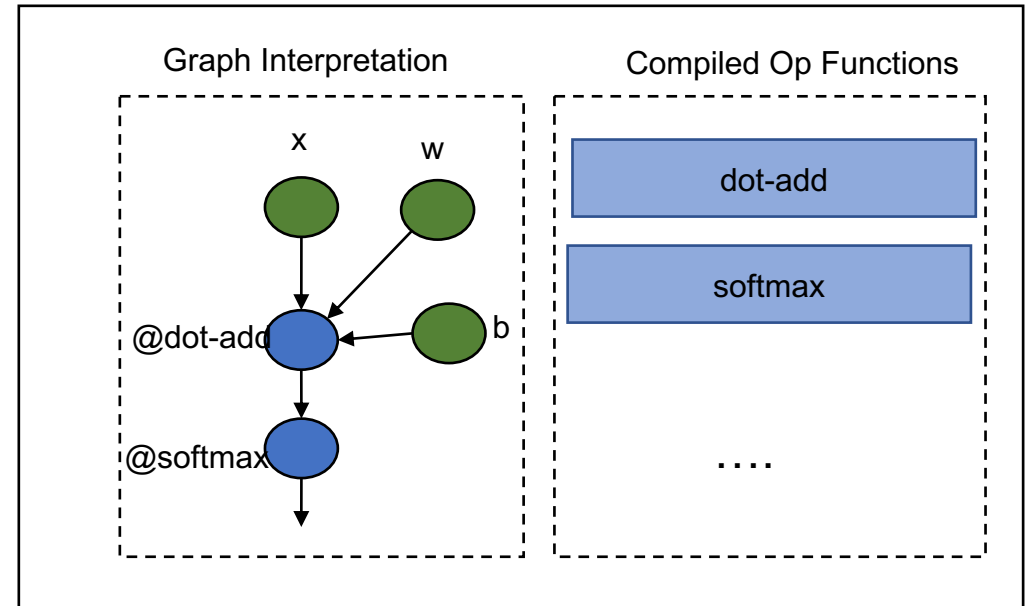 Graph Interpretation
x
w
@dot-add
b
@softmax
Compiled Op Functions
dot-add
softmax
....